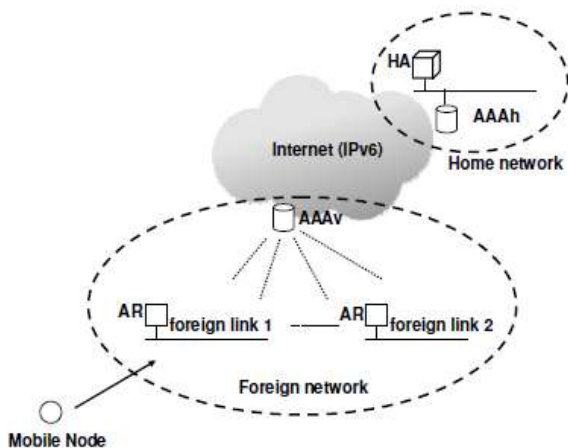 HA
AAAh
Home network
Internet (IPv6)
AAAv
AR
foreign link 1
AR
foreign link 2
Foreign network
Mobile Node